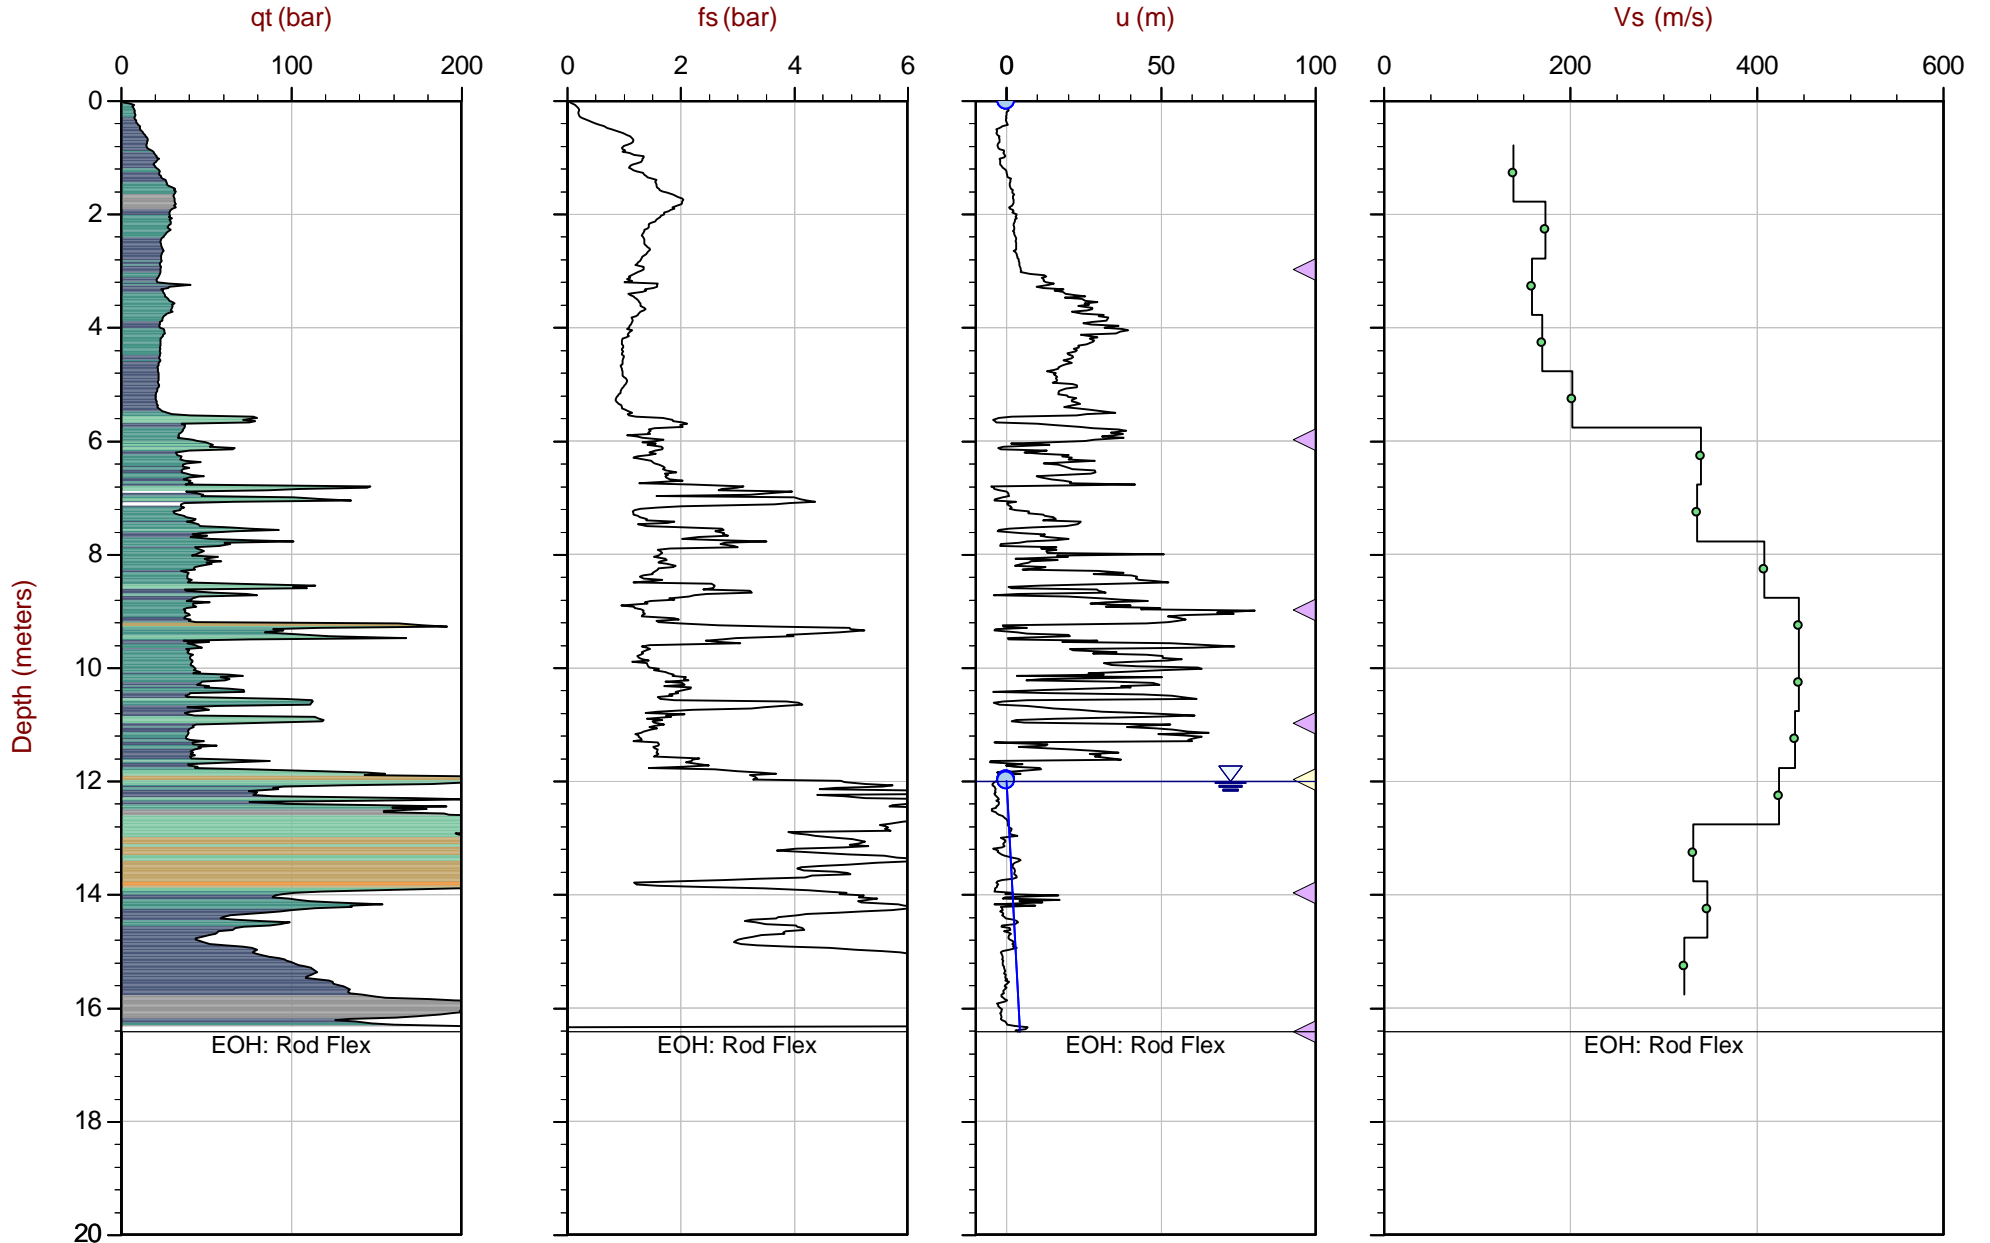 qt (bar) fs (bar) u (m) Vs (m/s)
0 100 200 0 2 4 6 0 50 100 0 200 400 600
0
2
4
6
8
10
12
14
16
18
20
Depth (meters)
EOH: Rod Flex EOH: Rod Flex EOH: Rod Flex EOH: Rod Flex